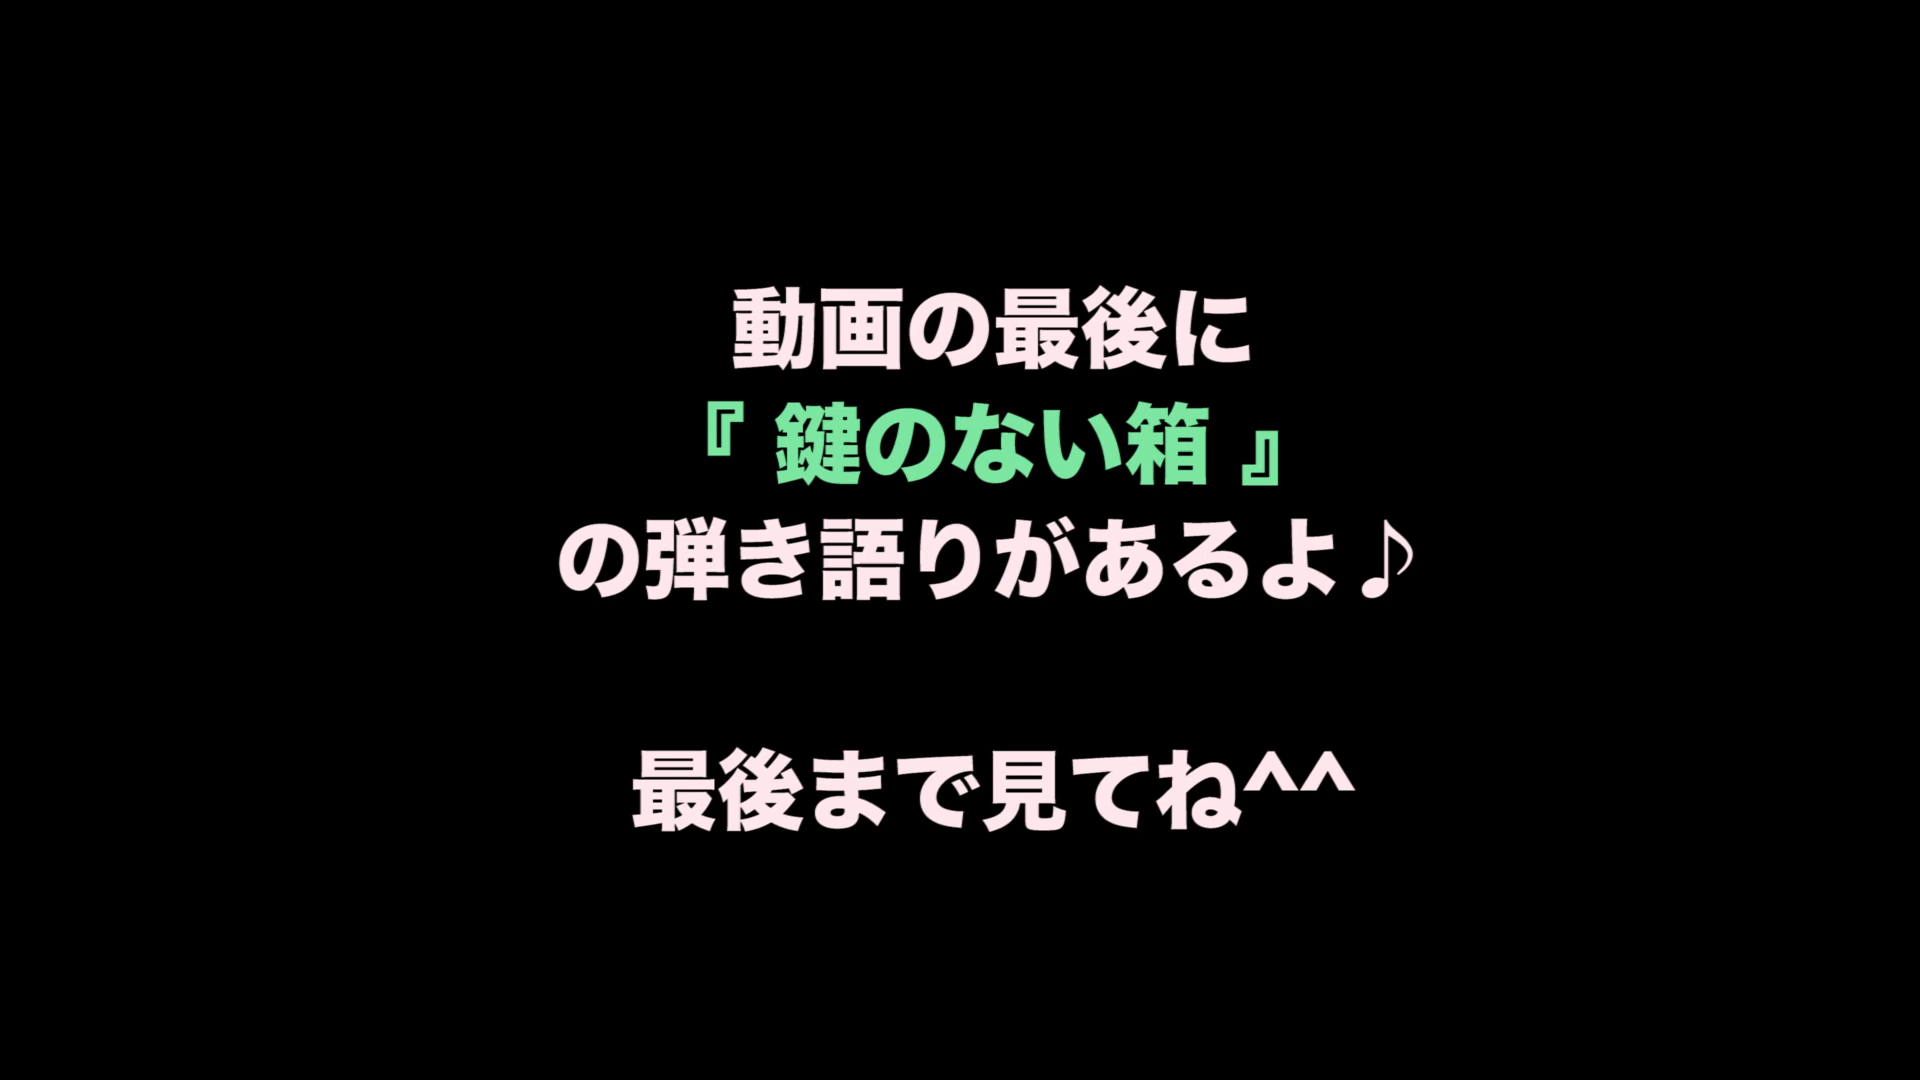 動画の最後に
『 鍵のない箱 』
の弾き語りがあるよ♪
最後まで見てね^^